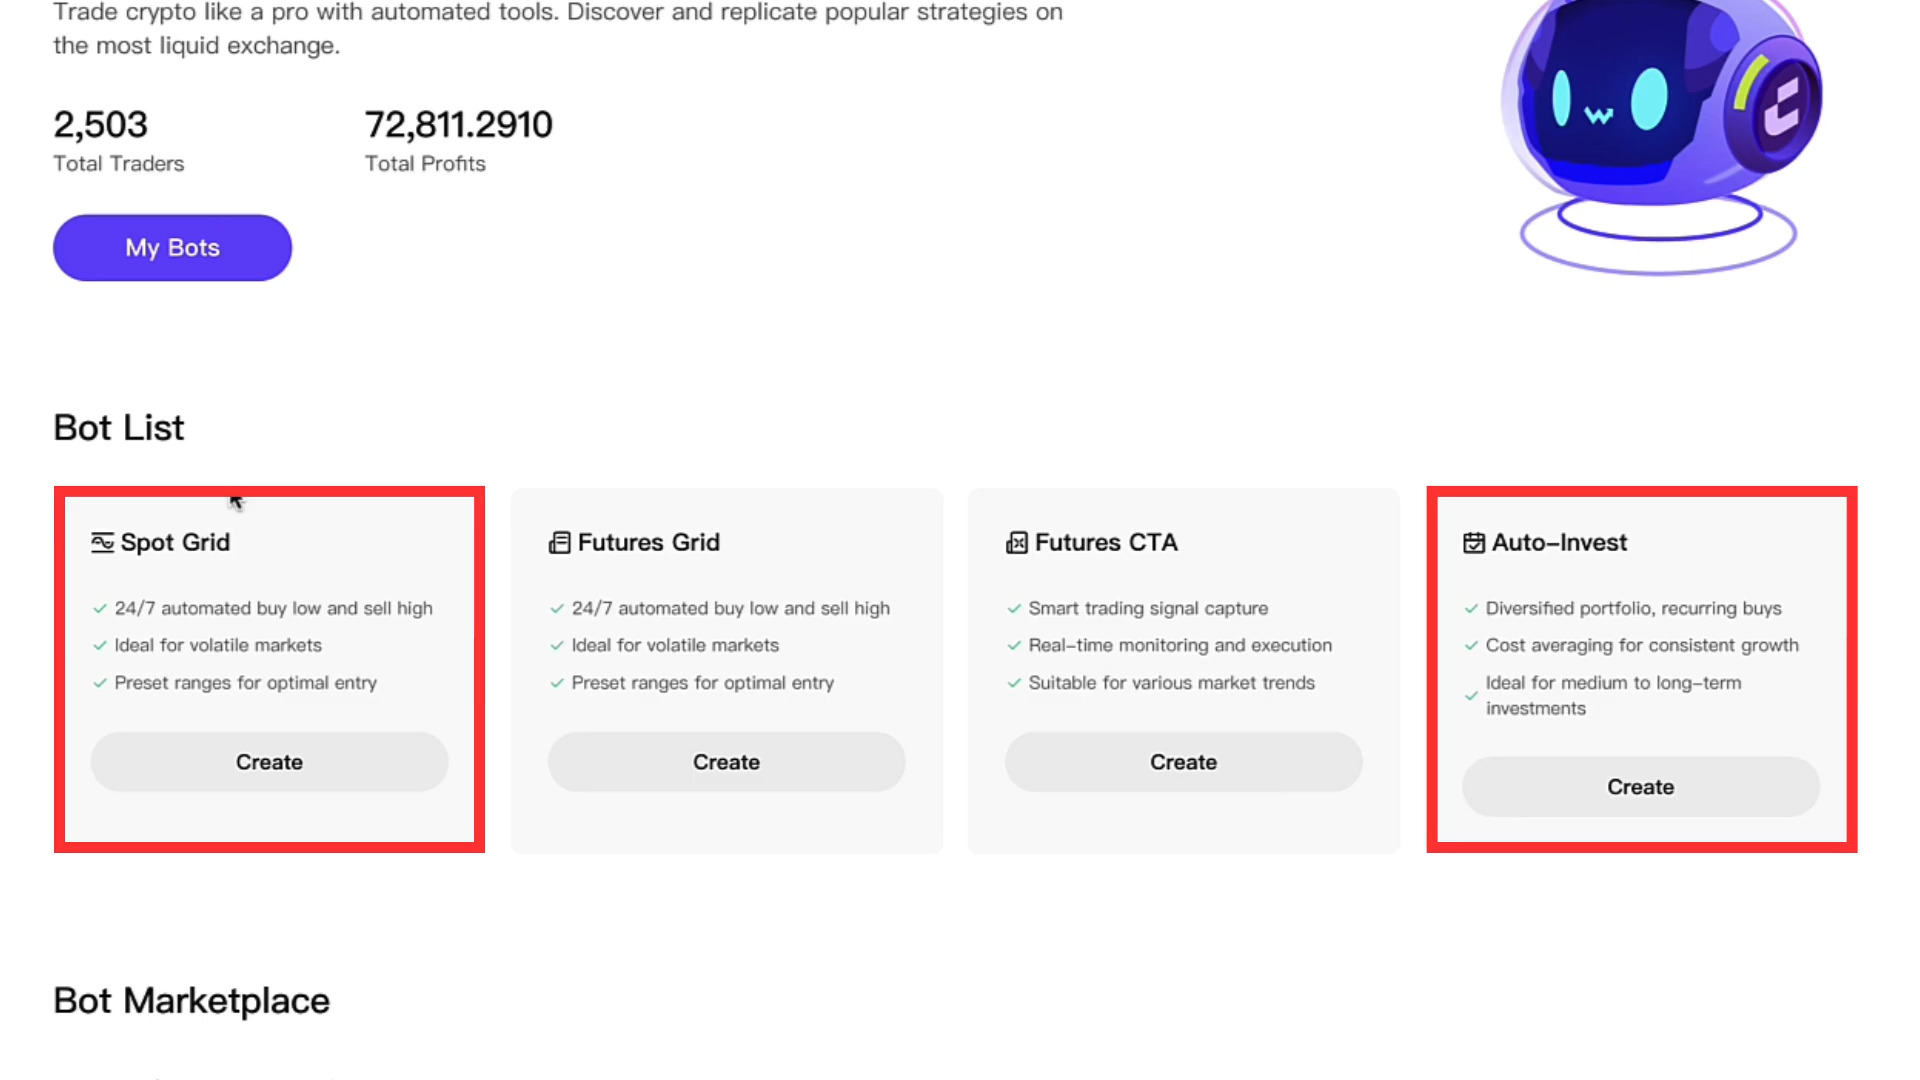 Trade crypto like a pro with automated tools. Discover and replicate popular strategies on
the most liquid exchange.
2,503
Total Traders
72,811.2910
Total Profits
My Bots
Bot List
Spot Grid
24/7 automated buy low and sell high
Ideal for volatile markets
Preset ranges for optimal entry
Create
Futures Grid
24/7 automated buy low and sell high
Ideal for volatile markets
Preset ranges for optimal entry
Create
Futures CTA
Smart trading signal capture
Real-time monitoring and execution
Suitable for various market trends
Create
Auto-Invest
Diversified portfolio, recurring buys
Cost averaging for consistent growth
Ideal for medium to long-term
investments
Create
Bot Marketplace